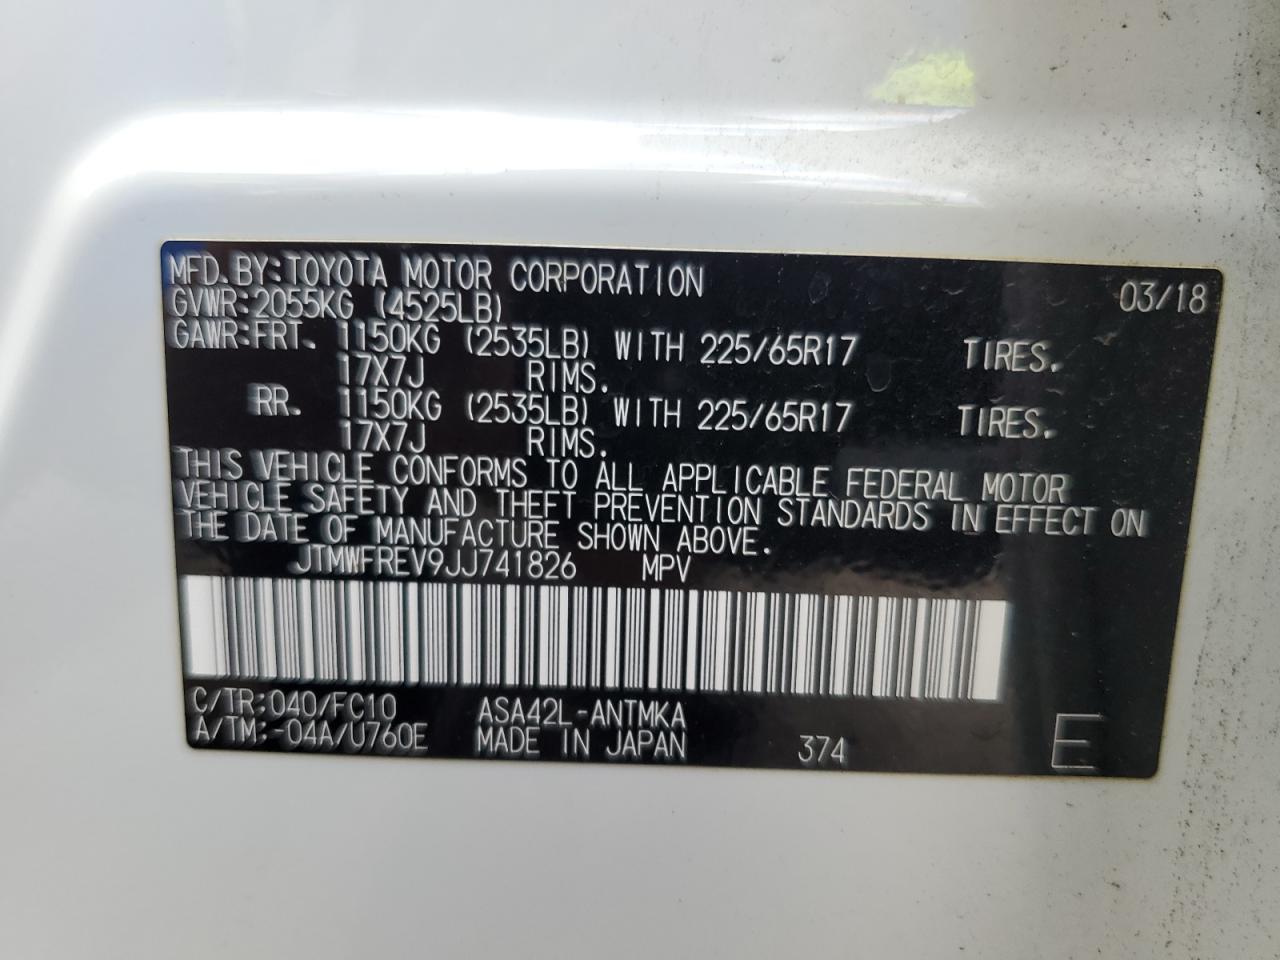 MFD.BY:TOYOTA MOTOR CORPORATION 03/18
GVWR:2055KG (4525LB)
GAWR:FRT. 1150KG (2535LB) WITH 225/65R17 TIRES.
17X7J RIMS.
RR. 1150KG (2535LB) WITH 225/65R17 TIRES.
17X7J RIMS.
THIS VEHICLE CONFORMS TO ALL APPLICABLE FEDERAL MOTOR
VEHICLE SAFETY AND THEFT PREVENTION STANDARDS IN EFFECT ON
THE DATE OF MANUFACTURE SHOWN ABOVE.
JTMWFREV9JJ741826 MPV
C/TR:040/FC10 ASA42L-ANTMKA
A/TM:-04A/U760E MADE IN JAPAN 374 E